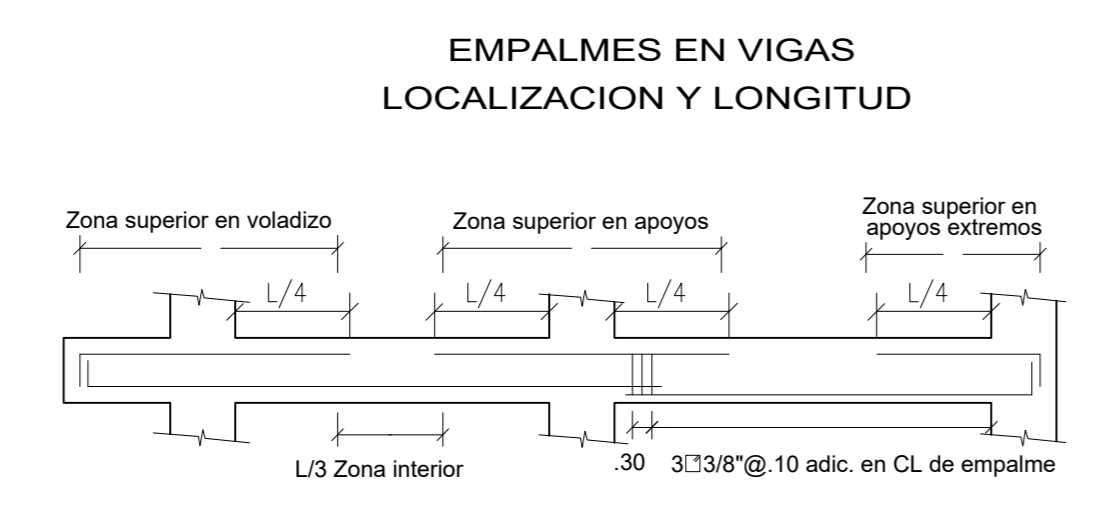 EMPALMES EN VIGAS
LOCALIZACION Y LONGITUD
Zona superior en voladizo
Zona superior en apoyos
Zona superior en
apoyos extremos
L/4
L/4
L/4
L/4
L/3 Zona interior
.30
3 3/8"@.10 adic. en CL de empalme